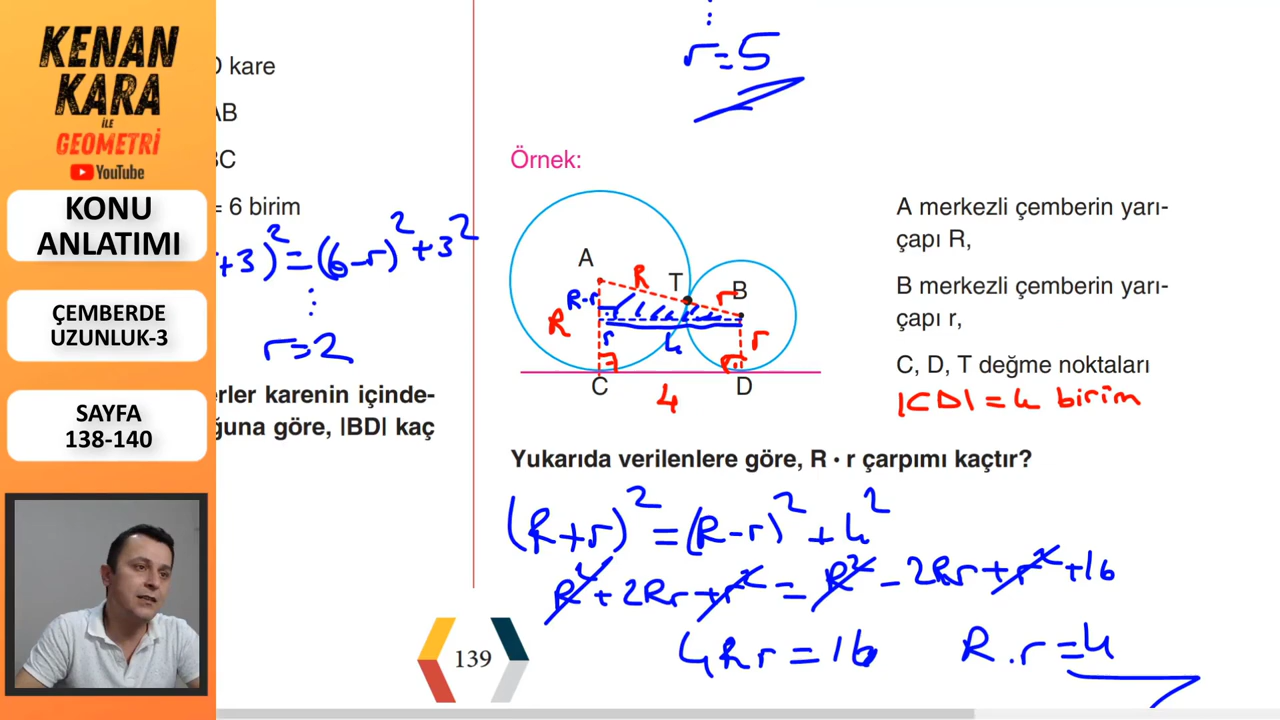 KENAN
KARA
İLE
GEOMETRİ
YouTube
KONU
ANLATIMI
ÇEMBERDE
UZUNLUK-3
SAYFA
138-140
kare
AB
BC
= 6 birim
+3)² = (6-r)² + 3²
⋮
r=2
erler karenin içinde-
ğuna göre, |BD| kaç
139
⋮
r=5
Örnek:
A
R
T
r
B
R-r
R
r
4
r
C
4
D
A merkezli çemberin yarı-
çapı R,
B merkezli çemberin yarı-
çapı r,
C, D, T değme noktaları
|CD| = 4 birim
Yukarıda verilenlere göre, R • r çarpımı kaçtır?
(R+r)² = (R-r)² + 4²
R² + 2Rr + r² = R² - 2Rr + r² + 16
4Rr = 16 R.r = 4